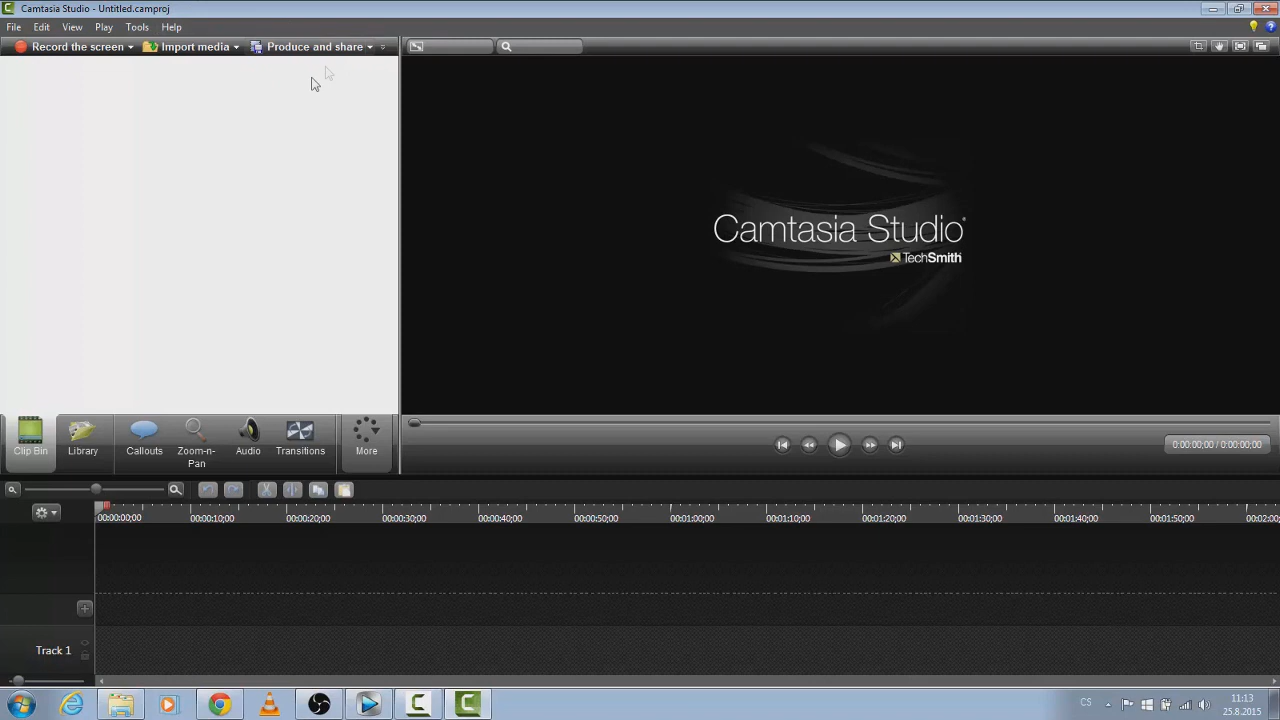 Camtasia Studio - Untitled.camproj
File Edit View Play Tools Help
Record the screen Import media Produce and share
Camtasia Studio®
TechSmith
Clip Bin Library Callouts Zoom-n-Pan Audio Transitions More
0:00:00;00 / 0:00:00;00
00:00:00;00 00:00:10;00 00:00:20;00 00:00:30;00 00:00:40;00 00:00:50;00 00:01:00;00 00:01:10;00 00:01:20;00 00:01:30;00 00:01:40;00 00:01:50;00 00:02:00
Track 1
CS 11:13
25.8.2015